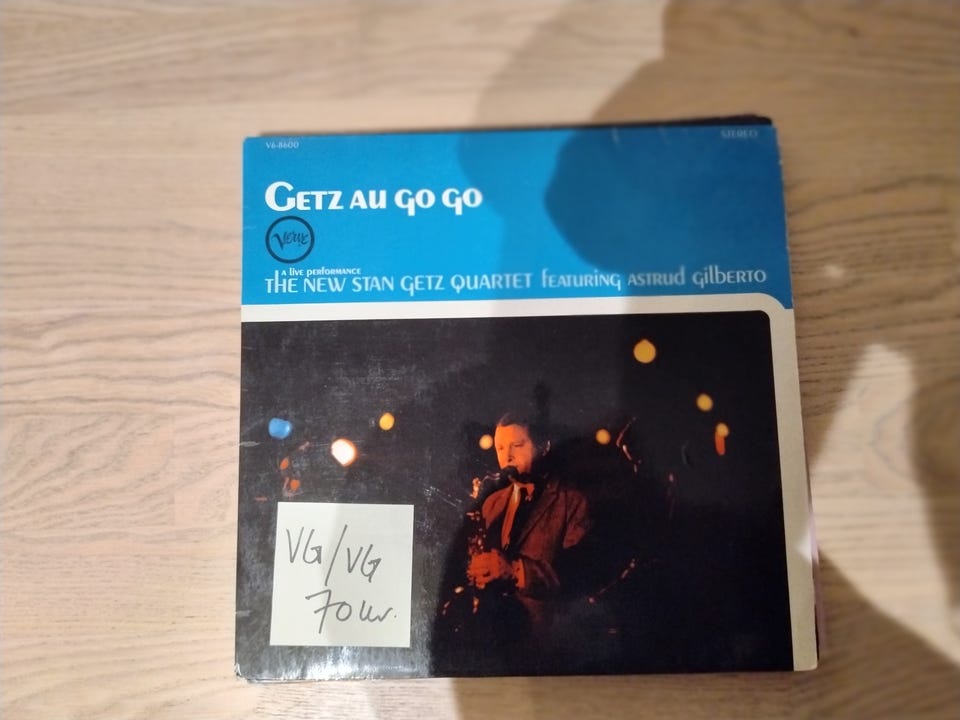 V6-8600
STEREO
Getz au go go
Verve
a live performance
THE NEW STAN GETZ QUARTET featuring ASTRUD gilberto
VG/VG
70 kr.